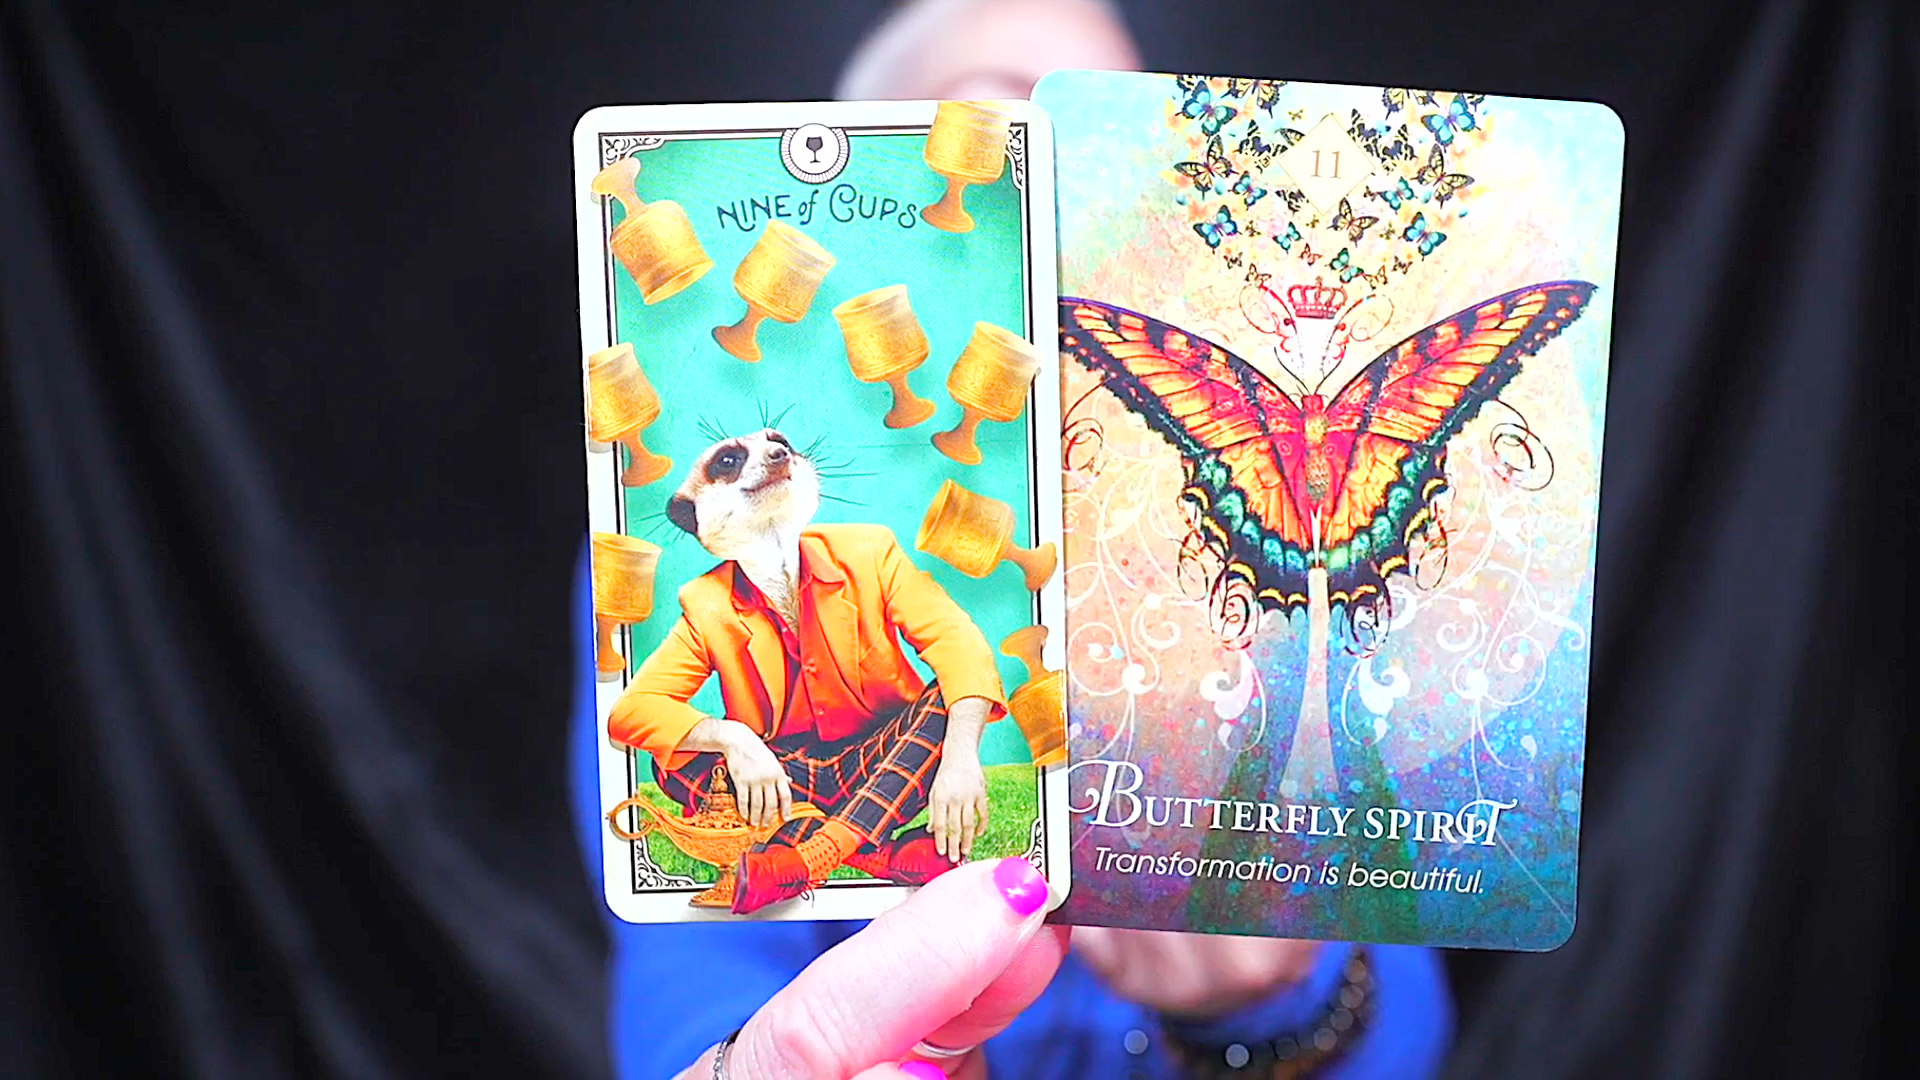 NINE of CUPS
11
BUTTERFLY SPIRIT
Transformation is beautiful.